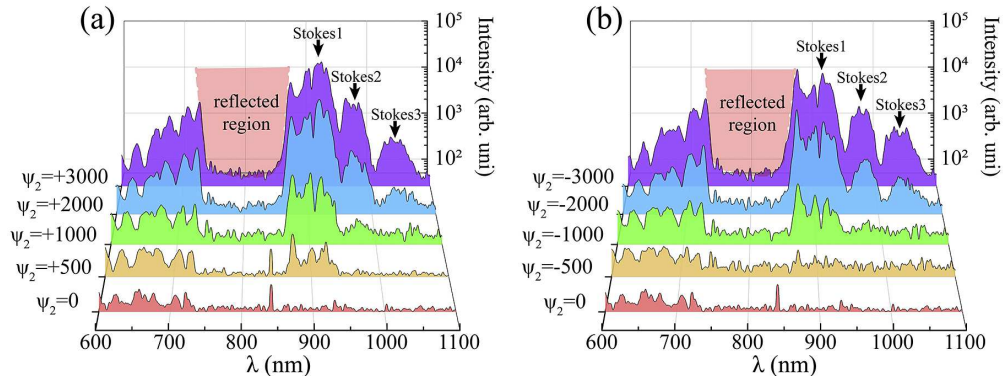 (a)
10⁵
10⁴
10³
10²
Intensity (arb. uni)
Stokes1
Stokes2
Stokes3
reflected
region
ψ₂=+3000
ψ₂=+2000
ψ₂=+1000
ψ₂=+500
ψ₂=0
600 700 800 900 1000 1100
λ (nm)
(b)
10⁵
10⁴
10³
10²
Intensity (arb. uni)
Stokes1
Stokes2
Stokes3
reflected
region
ψ₂=-3000
ψ₂=-2000
ψ₂=-1000
ψ₂=-500
ψ₂=0
600 700 800 900 1000 1100
λ (nm)